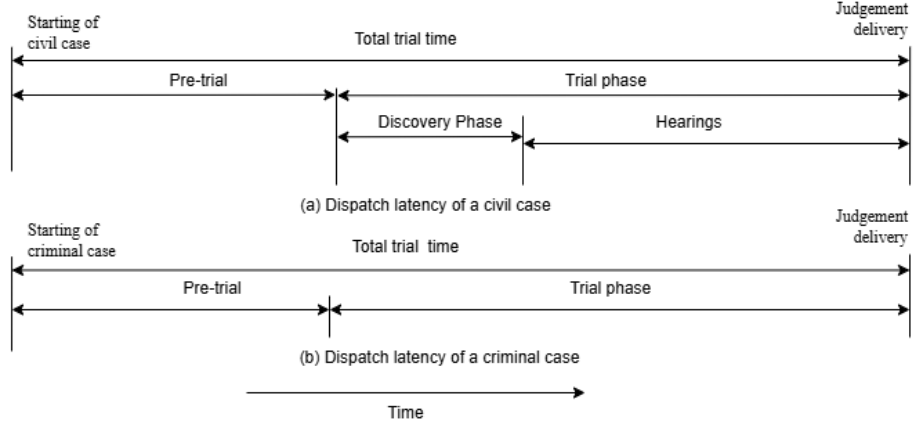 Starting of
civil case
Judgement
delivery
Total trial time
Pre-trial
Trial phase
Discovery Phase
Hearings
(a) Dispatch latency of a civil case
Starting of
criminal case
Judgement
delivery
Total trial time
Pre-trial
Trial phase
(b) Dispatch latency of a criminal case
Time